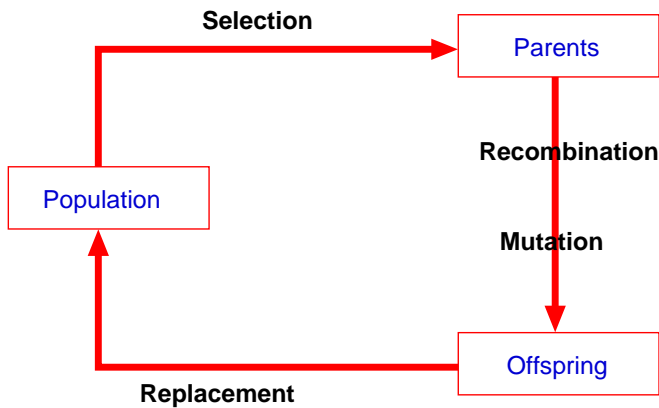 Selection
Parents
Recombination
Population
Mutation
Offspring
Replacement